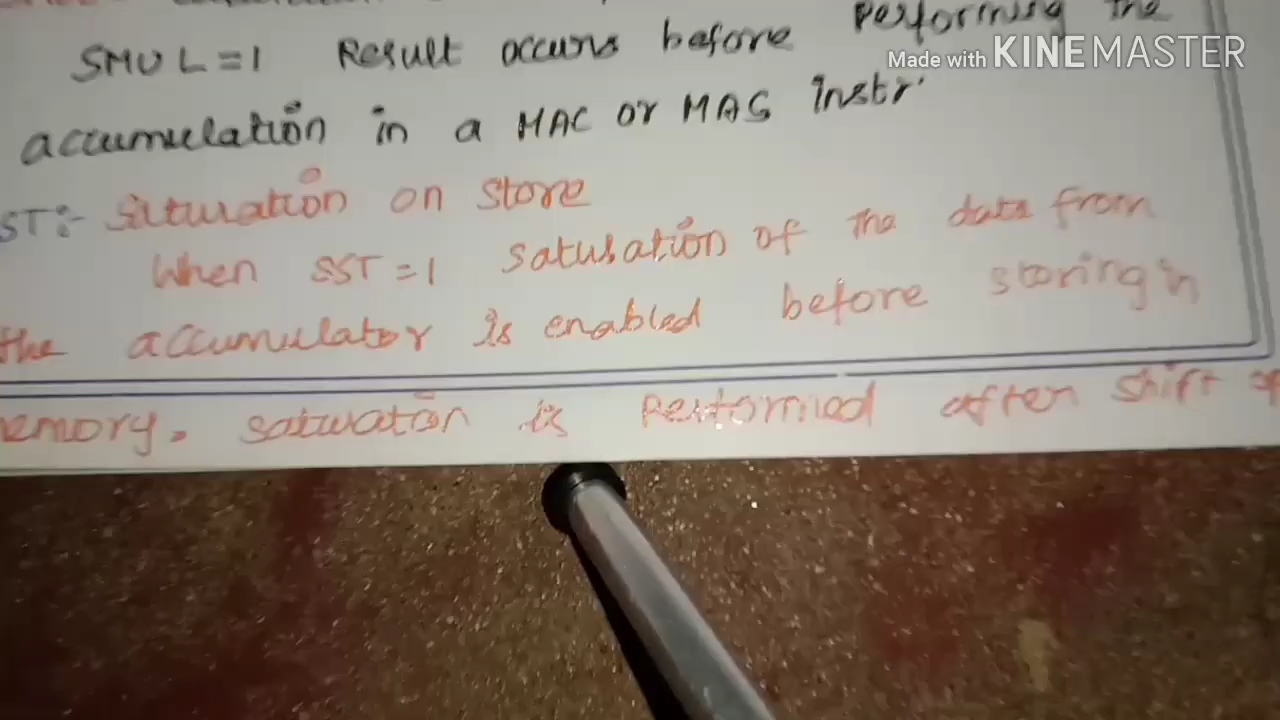 SMUL=1 Result occurs before performing the
accumulation in a MAC or MAS instr.
ST:- Saturation on store
When SST=1 saturation of the data from
the accumulator is enabled before storing in
memory. saturation is Performed after shift op
Made with KINEMASTER